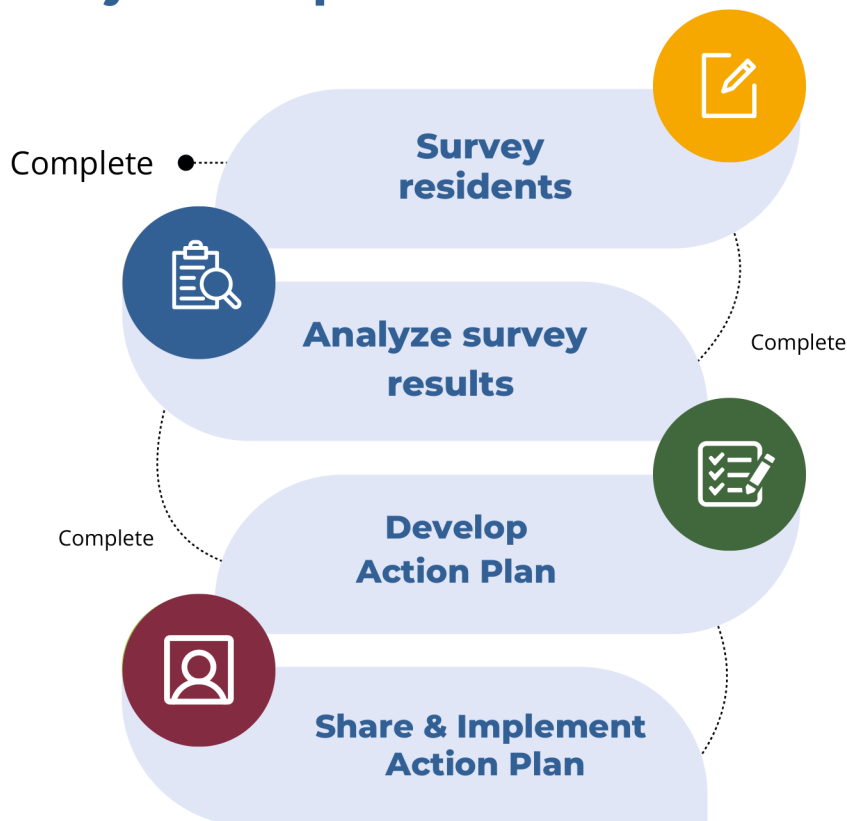 Survey
residents
Complete
Analyze survey
results
Complete
Develop
Action Plan
Complete
Share & Implement
Action Plan